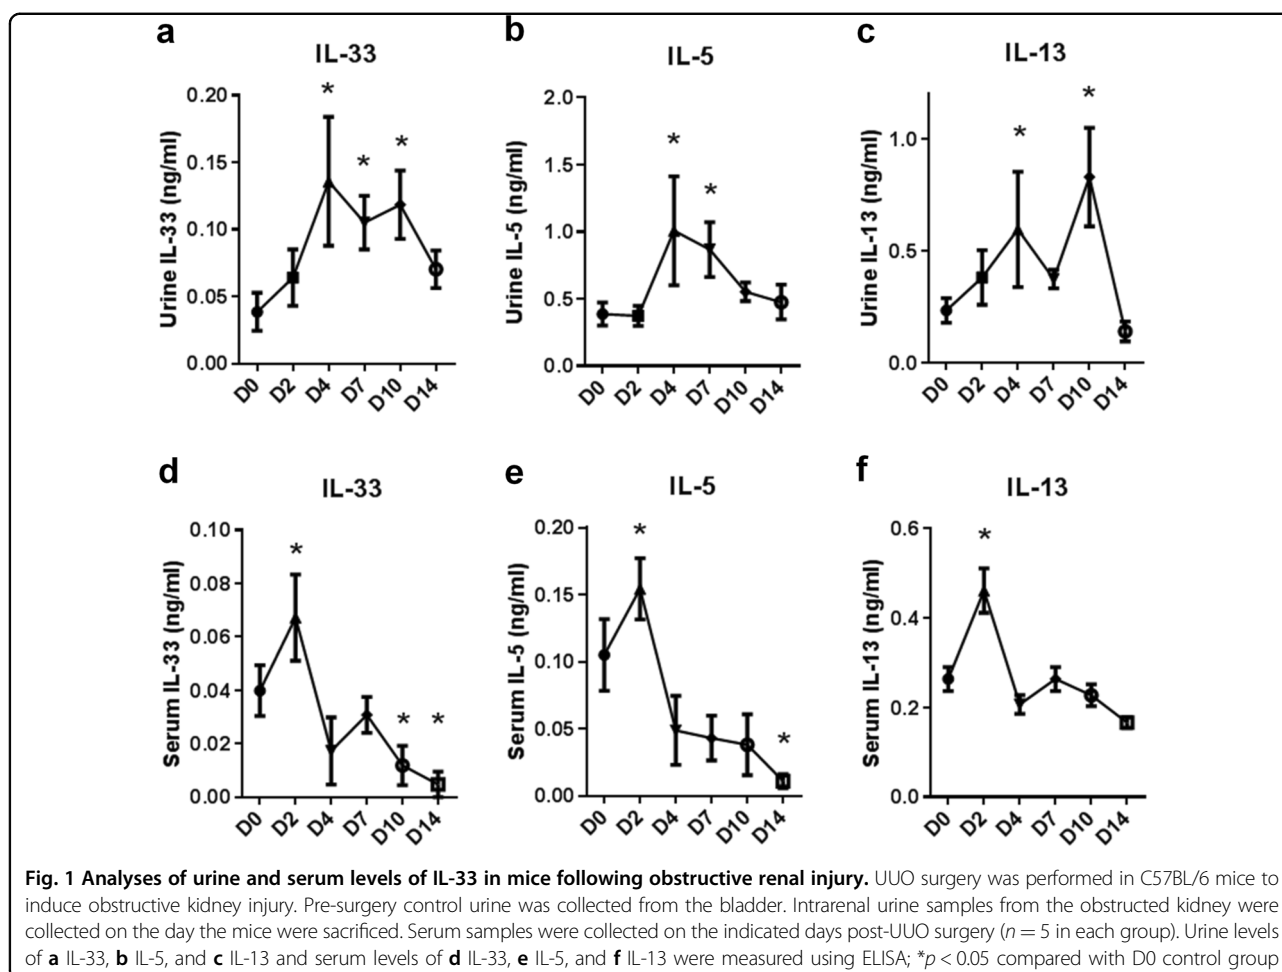 a
IL-33
Urine IL-33 (ng/ml)
0.20
0.15
0.10
0.05
0.00
*
*
*
D0 D2 D4 D7 D10 D14
b
IL-5
Urine IL-5 (ng/ml)
2.0
1.5
1.0
0.5
0.0
*
*
D0 D2 D4 D7 D10 D14
c
IL-13
Urine IL-13 (ng/ml)
1.0
0.5
0.0
*
*
D0 D2 D4 D7 D10 D14
d
IL-33
Serum IL-33 (ng/ml)
0.10
0.08
0.06
0.04
0.02
0.00
*
*
*
D0 D2 D4 D7 D10 D14
e
IL-5
Serum IL-5 (ng/ml)
0.20
0.15
0.10
0.05
0.00
*
*
D0 D2 D4 D7 D10 D14
f
IL-13
Serum IL-13 (ng/ml)
0.6
0.4
0.2
0.0
*
D0 D2 D4 D7 D10 D14
Fig. 1 Analyses of urine and serum levels of IL-33 in mice following obstructive renal injury. UUO surgery was performed in C57BL/6 mice to
induce obstructive kidney injury. Pre-surgery control urine was collected from the bladder. Intrarenal urine samples from the obstructed kidney were
collected on the day the mice were sacrificed. Serum samples were collected on the indicated days post-UUO surgery (n = 5 in each group). Urine levels
of a IL-33, b IL-5, and c IL-13 and serum levels of d IL-33, e IL-5, and f IL-13 were measured using ELISA; *p < 0.05 compared with D0 control group